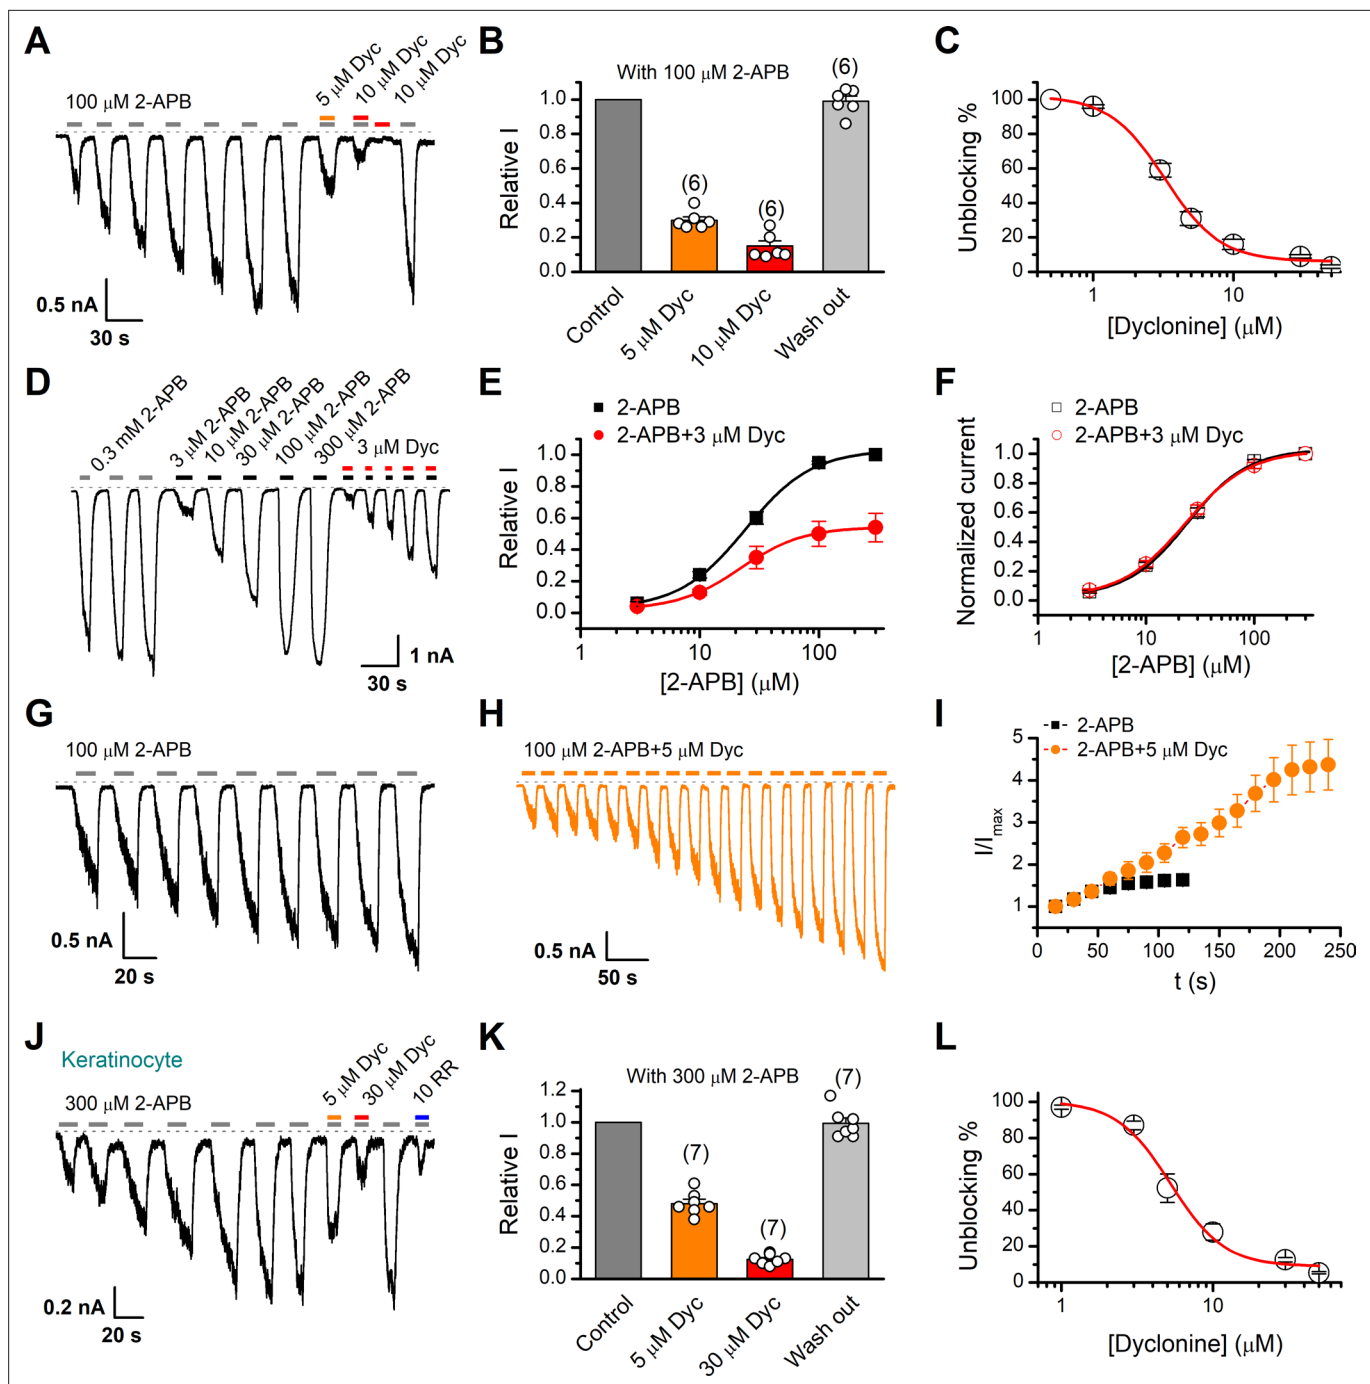 A
100 μM 2-APB
5 μM Dyc
10 μM Dyc
10 μM Dyc
0.5 nA
30 s
B
With 100 μM 2-APB
(6)
(6)
(6)
Relative I
1.0
0.8
0.6
0.4
0.2
0.0
Control
5 μM Dyc
10 μM Dyc
Wash out
C
Unblocking %
100
80
60
40
20
0
1
10
[Dyclonine] (μM)
D
0.3 mM 2-APB
3 μM 2-APB
10 μM 2-APB
30 μM 2-APB
100 μM 2-APB
300 μM 2-APB
3 μM Dyc
1 nA
30 s
E
2-APB
2-APB+3 μM Dyc
Relative I
1.0
0.8
0.6
0.4
0.2
0.0
1
10
100
[2-APB] (μM)
F
2-APB
2-APB+3 μM Dyc
Normalized current
1.0
0.8
0.6
0.4
0.2
0.0
1
10
100
[2-APB] (μM)
G
100 μM 2-APB
0.5 nA
20 s
H
100 μM 2-APB+5 μM Dyc
0.5 nA
50 s
I
2-APB
2-APB+5 μM Dyc
I/Imax
5
4
3
2
1
0
50
100
150
200
250
t (s)
J
Keratinocyte
300 μM 2-APB
5 μM Dyc
30 μM Dyc
10 RR
0.2 nA
20 s
K
With 300 μM 2-APB
(7)
(7)
(7)
Relative I
1.2
1.0
0.8
0.6
0.4
0.2
0.0
Control
5 μM Dyc
30 μM Dyc
Wash out
L
Unblocking %
100
80
60
40
20
0
1
10
[Dyclonine] (μM)